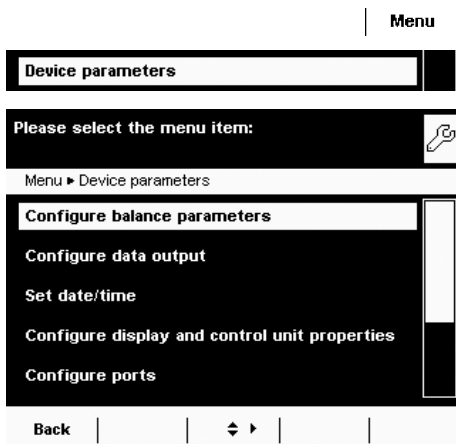 Menu
Device parameters
Please select the menu item:
Menu ▸ Device parameters
Configure balance parameters
Configure data output
Set date/time
Configure display and control unit properties
Configure ports
Back